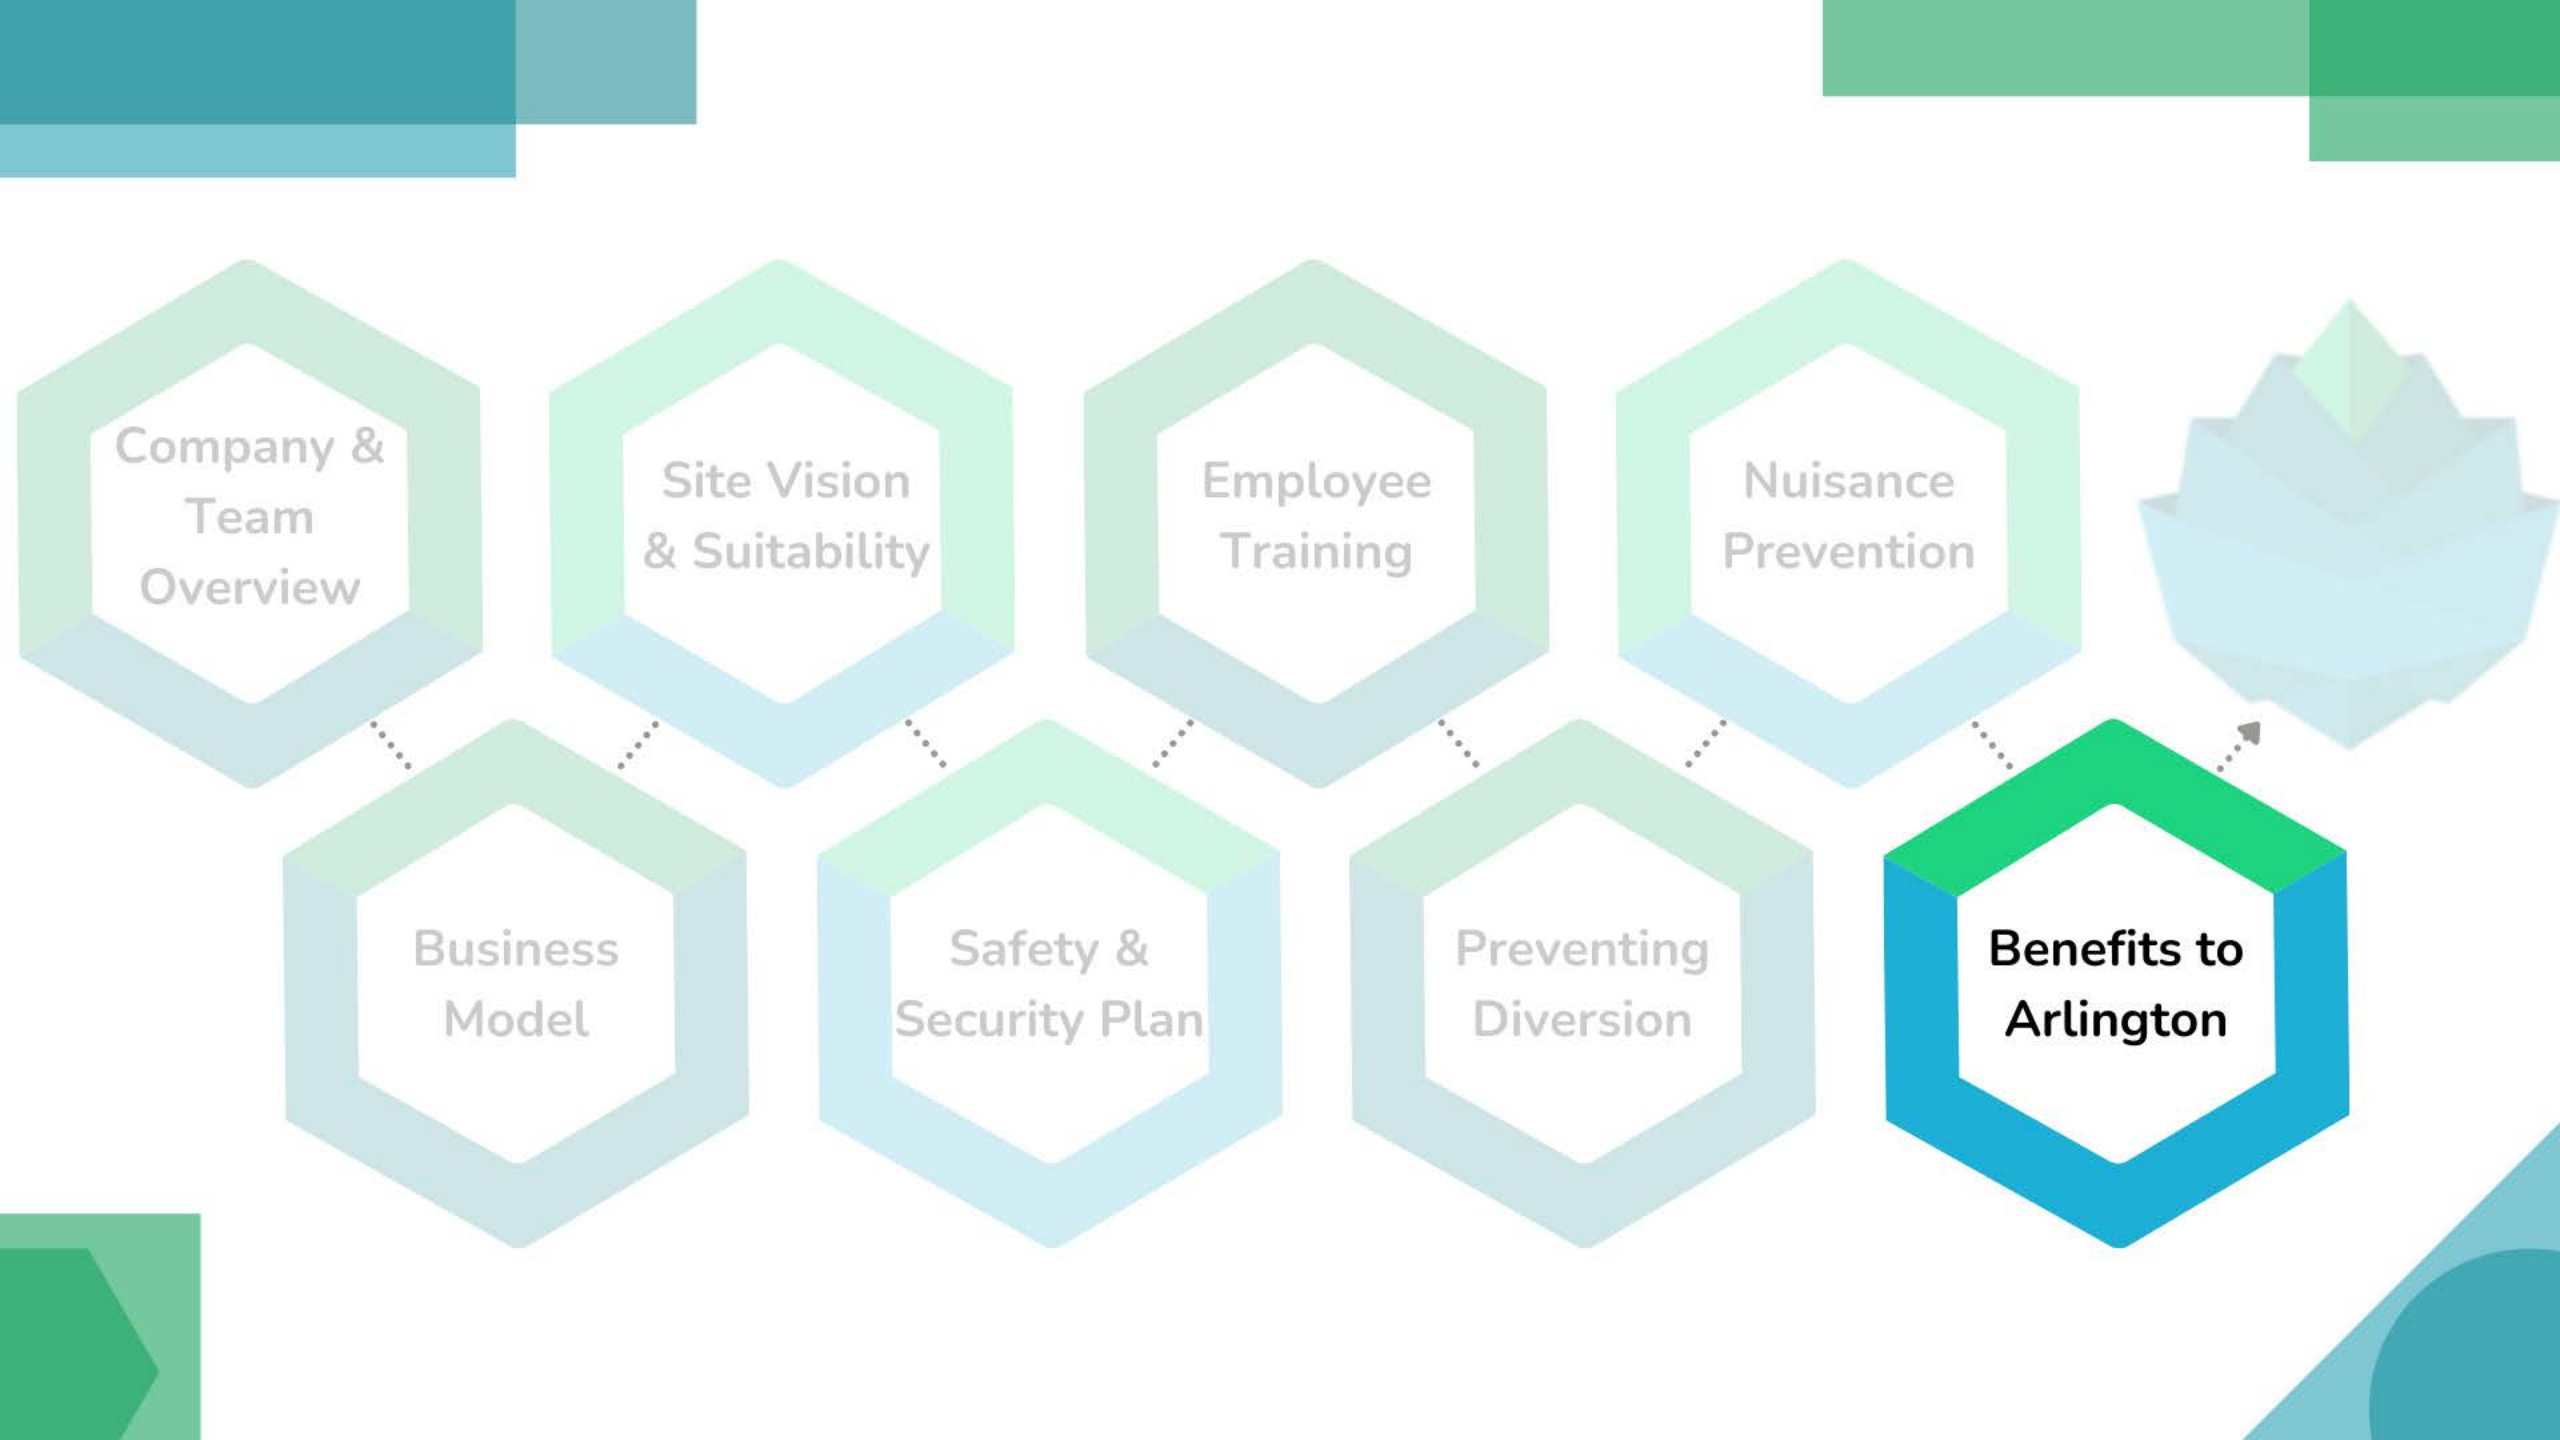 Company &
Team
Overview
Business
Model
Site Vision
& Suitability
Safety &
Security Plan
Employee
Training
Preventing
Diversion
Nuisance
Prevention
Benefits to
Arlington